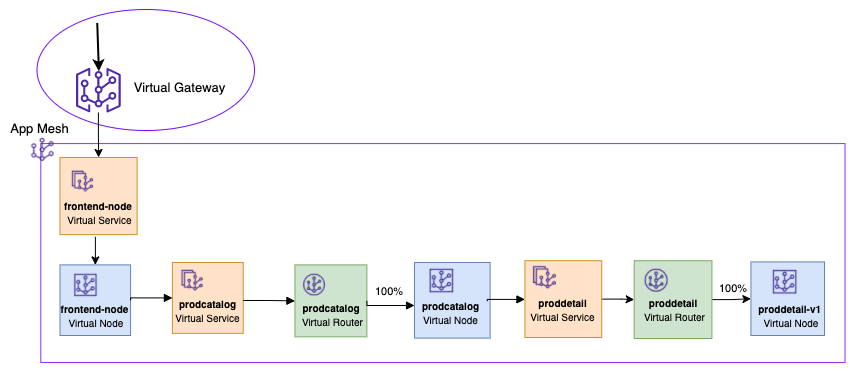 Virtual Gateway
App Mesh
frontend-node
Virtual Service
frontend-node
Virtual Node
prodcatalog
Virtual Service
prodcatalog
Virtual Router
100%
prodcatalog
Virtual Node
proddetail
Virtual Service
proddetail
Virtual Router
100%
proddetail-v1
Virtual Node